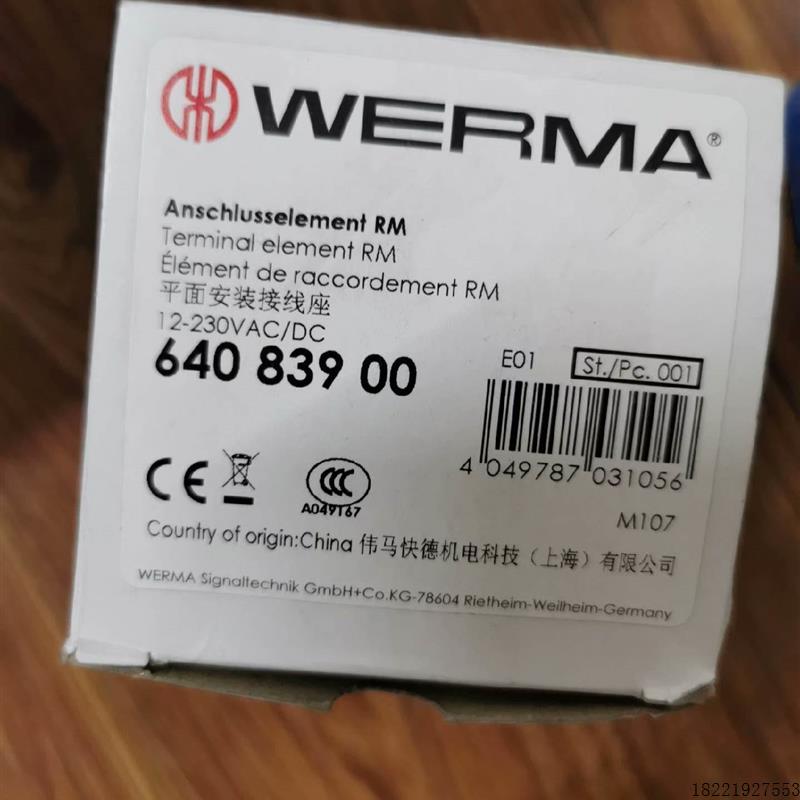 WERMA®
Anschlusselement RM
Terminal element RM
Élément de raccordement RM
平面安装接线座
12-230VAC/DC
640 839 00
E01
St./Pc. 001
4 049787 031056
CE
CCC
A049167
M107
Country of origin:China 伟马快德机电科技（上海）有限公司
WERMA Signaltechnik GmbH+Co.KG-78604 Rietheim-Weilheim-Germany
18221927553